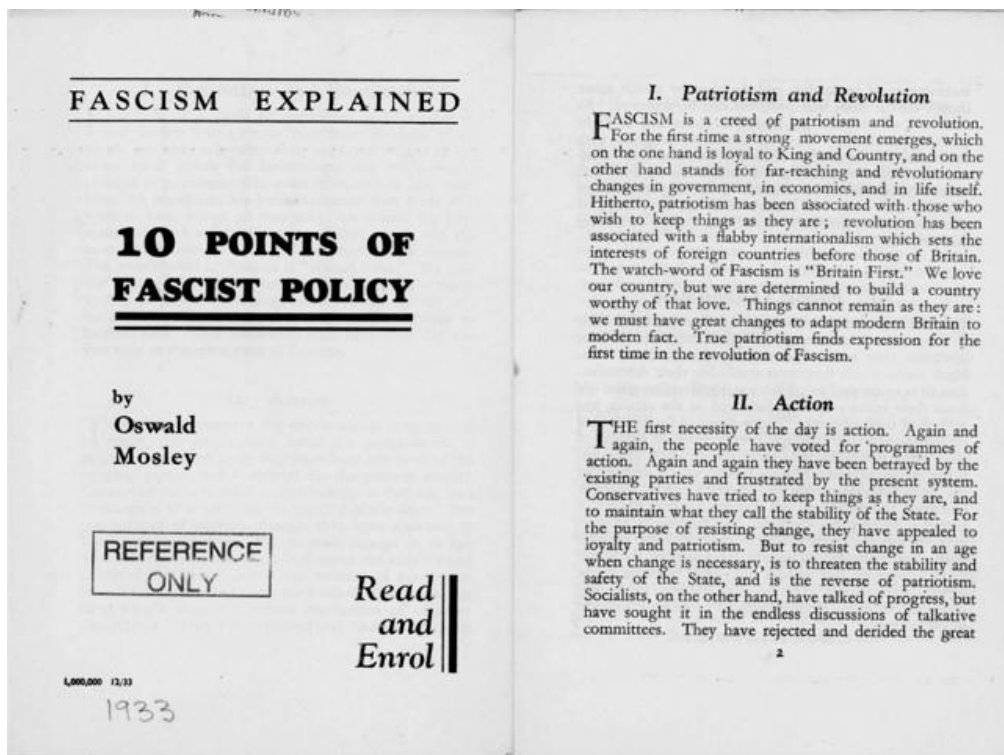 FASCISM EXPLAINED
10 POINTS OF
FASCIST POLICY
by
Oswald
Mosley
REFERENCE
ONLY
Read
and
Enrol
1,000,000 12/33
1933
I. Patriotism and Revolution
FASCISM is a creed of patriotism and revolution.
For the first time a strong movement emerges, which
on the one hand is loyal to King and Country, and on the
other hand stands for far-reaching and revolutionary
changes in government, in economics, and in life itself.
Hitherto, patriotism has been associated with those who
wish to keep things as they are; revolution has been
associated with a flabby internationalism which sets the
interests of foreign countries before those of Britain.
The watch-word of Fascism is "Britain First." We love
our country, but we are determined to build a country
worthy of that love. Things cannot remain as they are:
we must have great changes to adapt modern Britain to
modern fact. True patriotism finds expression for the
first time in the revolution of Fascism.
II. Action
THE first necessity of the day is action. Again and
again, the people have voted for programmes of
action. Again and again they have been betrayed by the
existing parties and frustrated by the present system.
Conservatives have tried to keep things as they are, and
to maintain what they call the stability of the State. For
the purpose of resisting change, they have appealed to
loyalty and patriotism. But to resist change in an age
when change is necessary, is to threaten the stability and
safety of the State, and is the reverse of patriotism.
Socialists, on the other hand, have talked of progress, but
have sought it in the endless discussions of talkative
committees. They have rejected and derided the great
2